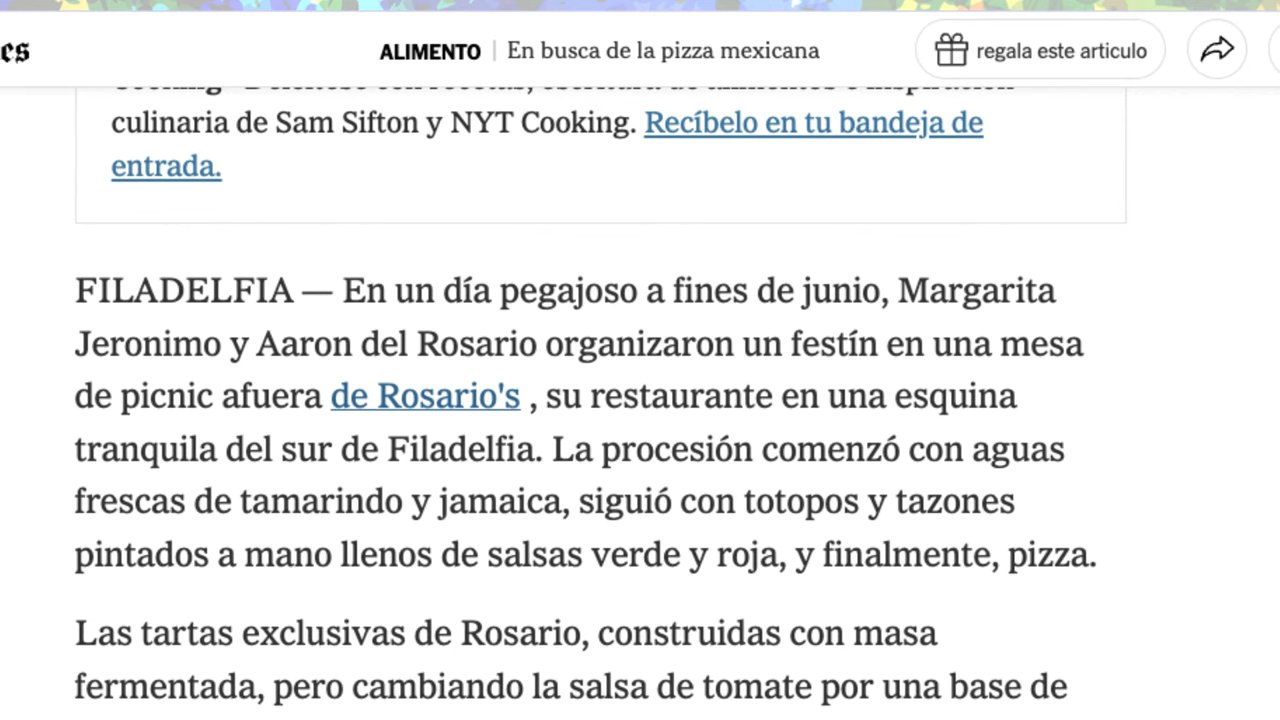 es
ALIMENTO | En busca de la pizza mexicana
regala este articulo
culinaria de Sam Sifton y NYT Cooking. Recíbelo en tu bandeja de
entrada.
FILADELFIA — En un día pegajoso a fines de junio, Margarita
Jeronimo y Aaron del Rosario organizaron un festín en una mesa
de picnic afuera de Rosario's , su restaurante en una esquina
tranquila del sur de Filadelfia. La procesión comenzó con aguas
frescas de tamarindo y jamaica, siguió con totopos y tazones
pintados a mano llenos de salsas verde y roja, y finalmente, pizza.
Las tartas exclusivas de Rosario, construidas con masa
fermentada, pero cambiando la salsa de tomate por una base de